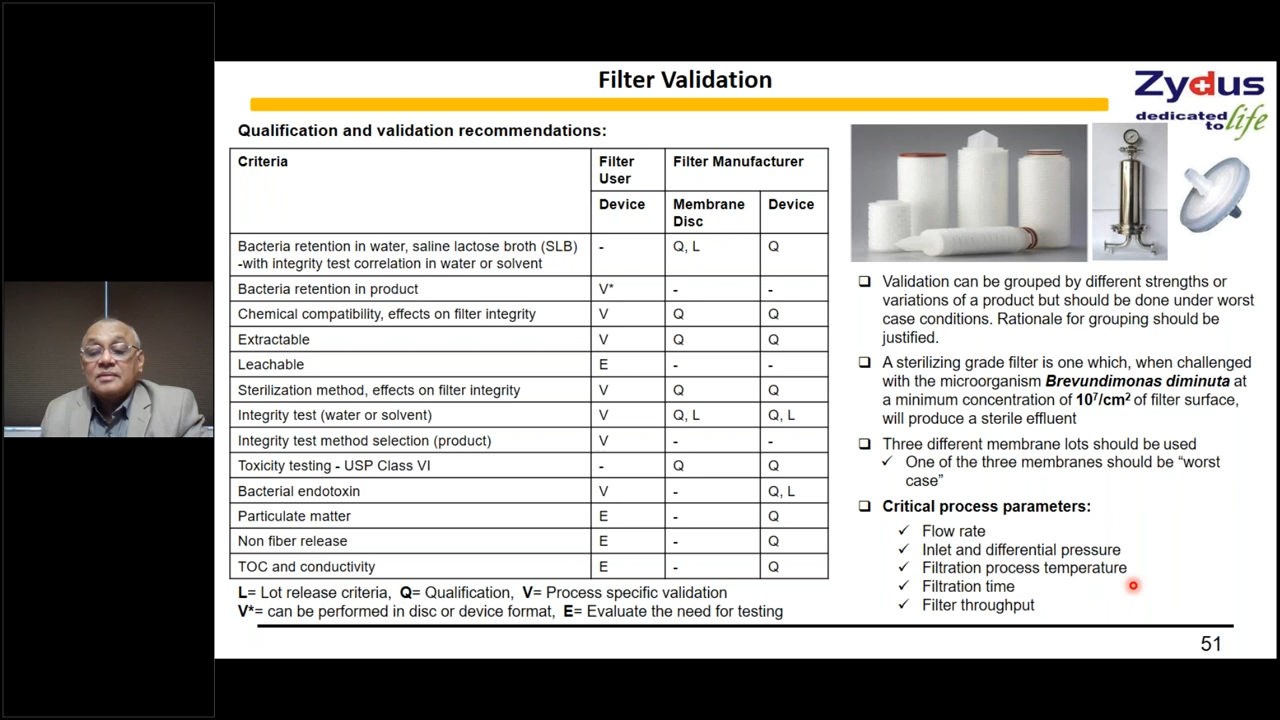 Filter Validation
Zydus
dedicated
to life
Qualification and validation recommendations:
Criteria Filter User Filter Manufacturer
Device Membrane Disc Device
Bacteria retention in water, saline lactose broth (SLB) - Q, L Q
-with integrity test correlation in water or solvent
Bacteria retention in product V* - -
Chemical compatibility, effects on filter integrity V Q Q
Extractable V Q Q
Leachable E - -
Sterilization method, effects on filter integrity V Q Q
Integrity test (water or solvent) V Q, L Q, L
Integrity test method selection (product) V - -
Toxicity testing - USP Class VI - Q Q
Bacterial endotoxin V - Q, L
Particulate matter E - Q
Non fiber release E - Q
TOC and conductivity E - Q
L= Lot release criteria, Q= Qualification, V= Process specific validation
V*= can be performed in disc or device format, E= Evaluate the need for testing
Validation can be grouped by different strengths or
variations of a product but should be done under worst
case conditions. Rationale for grouping should be
justified.
A sterilizing grade filter is one which, when challenged
with the microorganism Brevundimonas diminuta at
a minimum concentration of 10⁷/cm² of filter surface,
will produce a sterile effluent
Three different membrane lots should be used
✓ One of the three membranes should be “worst
case”
Critical process parameters:
✓ Flow rate
✓ Inlet and differential pressure
✓ Filtration process temperature
✓ Filtration time
✓ Filter throughput
51